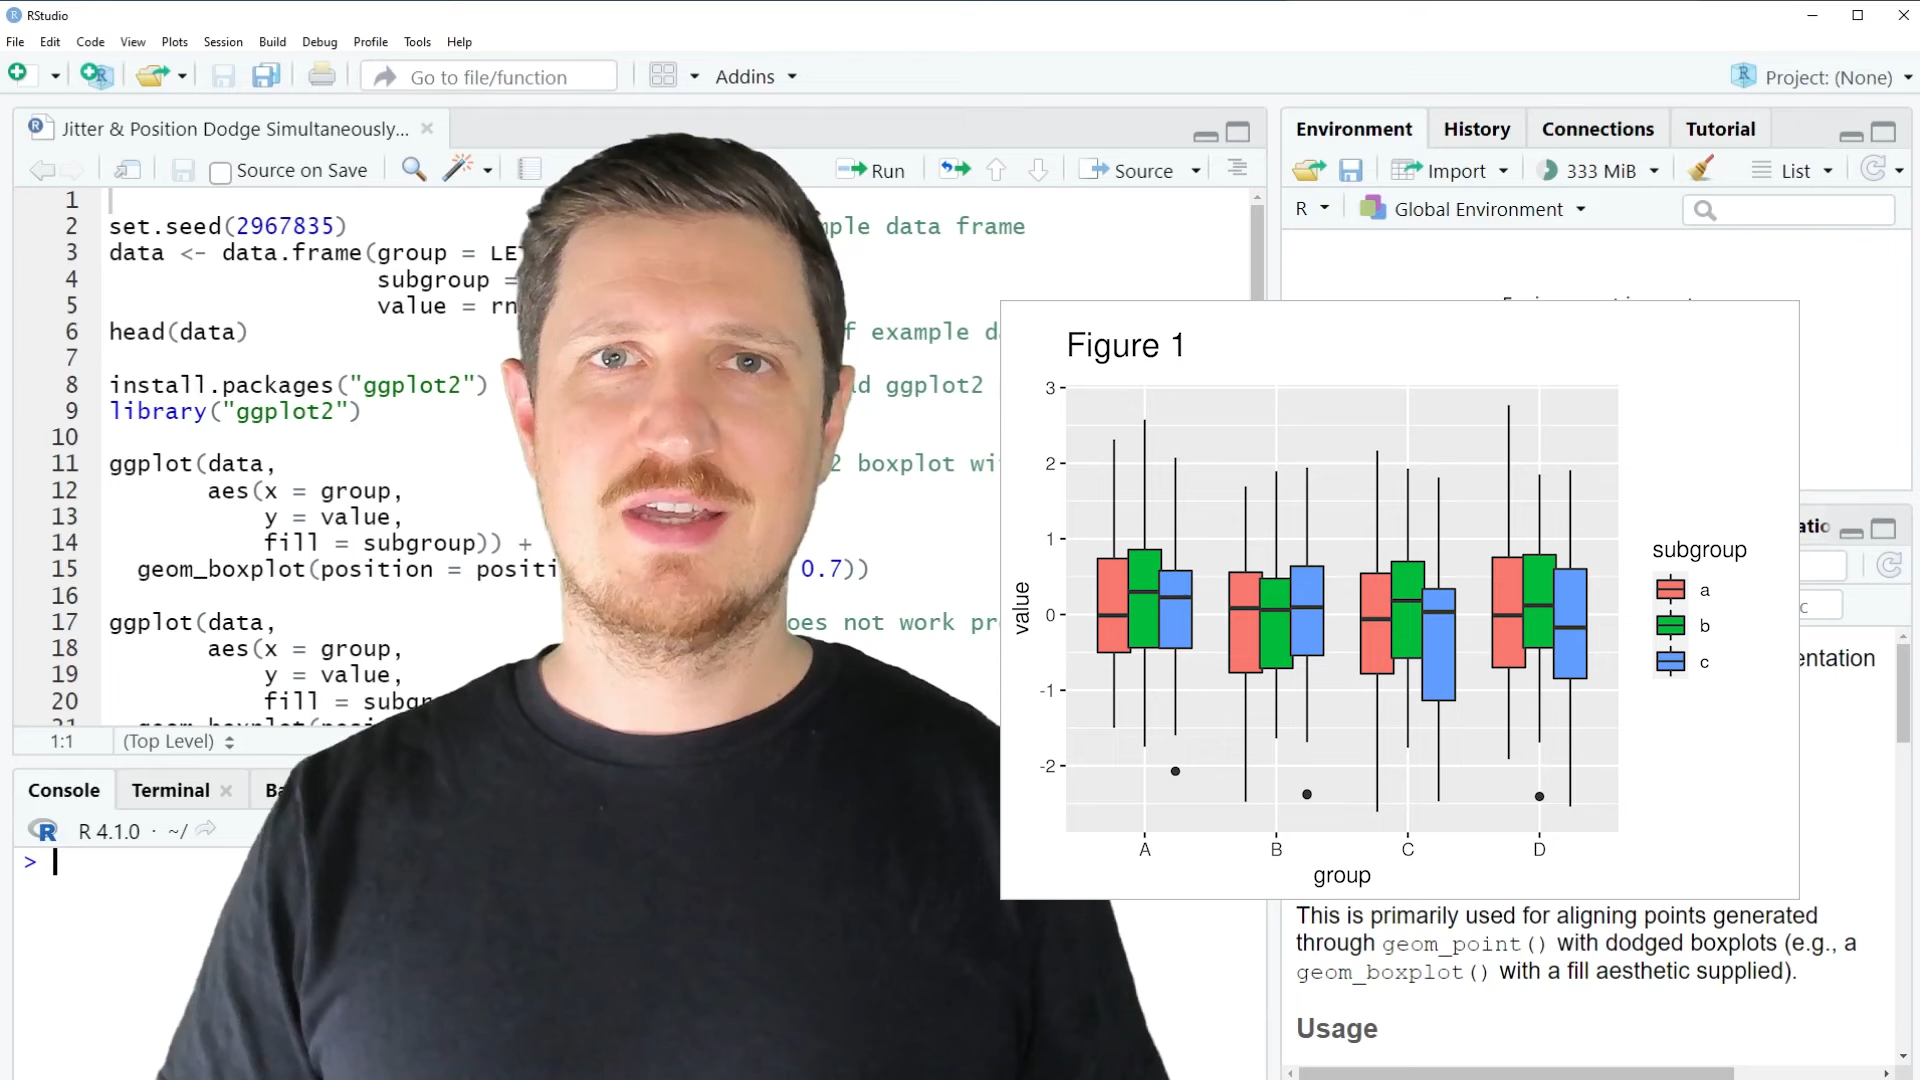 RStudio
File Edit Code View Plots Session Build Debug Profile Tools Help
Go to file/function
Addins
Project: (None)
Jitter & Position Dodge Simultaneously...
Source on Save
Run
Source
1
2 set.seed(2967835) ple data frame
3 data <- data.frame(group = LE
4 subgroup =
5 value = rn
6 head(data) f example d
7
8 install.packages("ggplot2") ld ggplot2
9 library("ggplot2")
10
11 ggplot(data, 2 boxplot wi
12 aes(x = group,
13 y = value,
14 fill = subgroup)) +
15 geom_boxplot(position = positi 0.7))
16
17 ggplot(data, oes not work pr
18 aes(x = group,
19 y = value,
20 fill = subgr
21
1:1 (Top Level)
Console Terminal Ba
R 4.1.0 · ~/
>
Environment History Connections Tutorial
Import 333 MiB List
R Global Environment
Figure 1
3
2
1
0
-1
-2
value
A B C D
group
subgroup
a
b
c
entation
This is primarily used for aligning points generated
through geom_point() with dodged boxplots (e.g., a
geom_boxplot() with a fill aesthetic supplied).
Usage